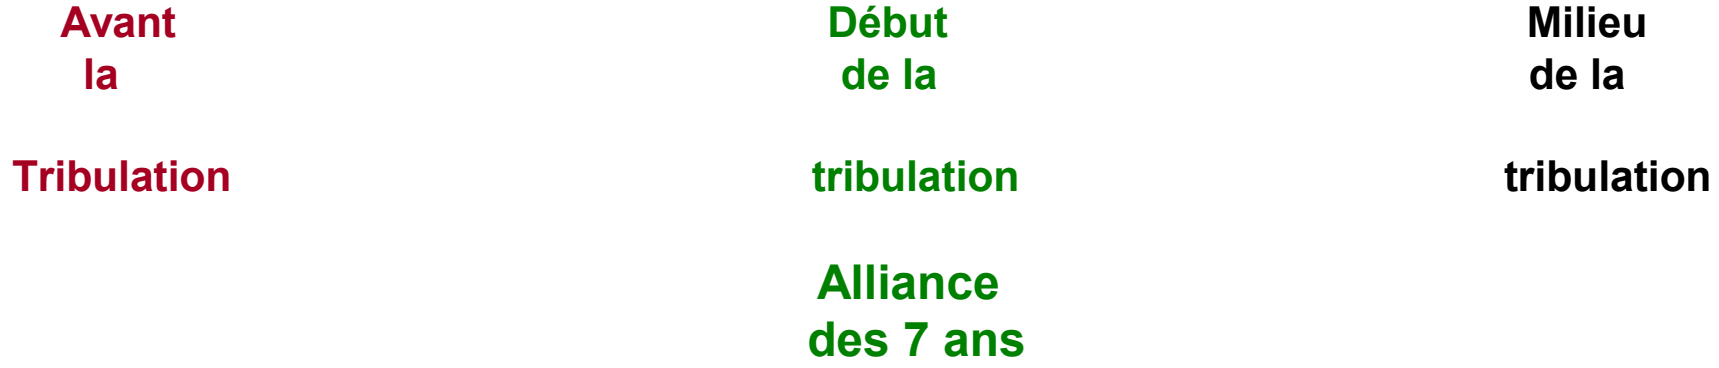 Avant Début Milieu
la de la de la
Tribulation tribulation tribulation
Alliance
des 7 ans